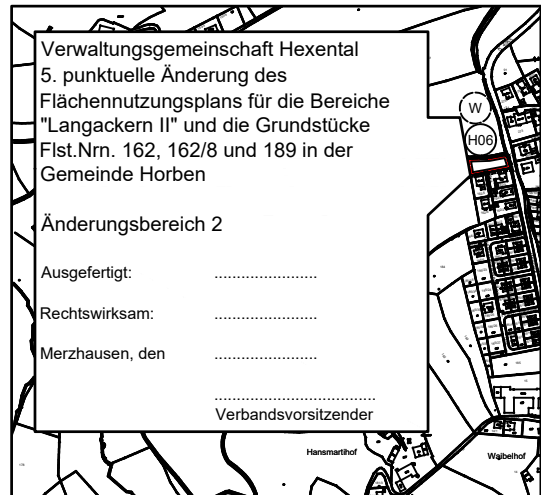 Verwaltungsgemeinschaft Hexental
5. punktuelle Änderung des
Flächennutzungsplans für die Bereiche
"Langackern II" und die Grundstücke
Flst.Nrn. 162, 162/8 und 189 in der
Gemeinde Horben
Änderungsbereich 2
Ausgefertigt: .......................
Rechtswirksam: .......................
Merzhausen, den .......................
....................................
Verbandsvorsitzender
W
H06
Hansmartihof
Waibelhof